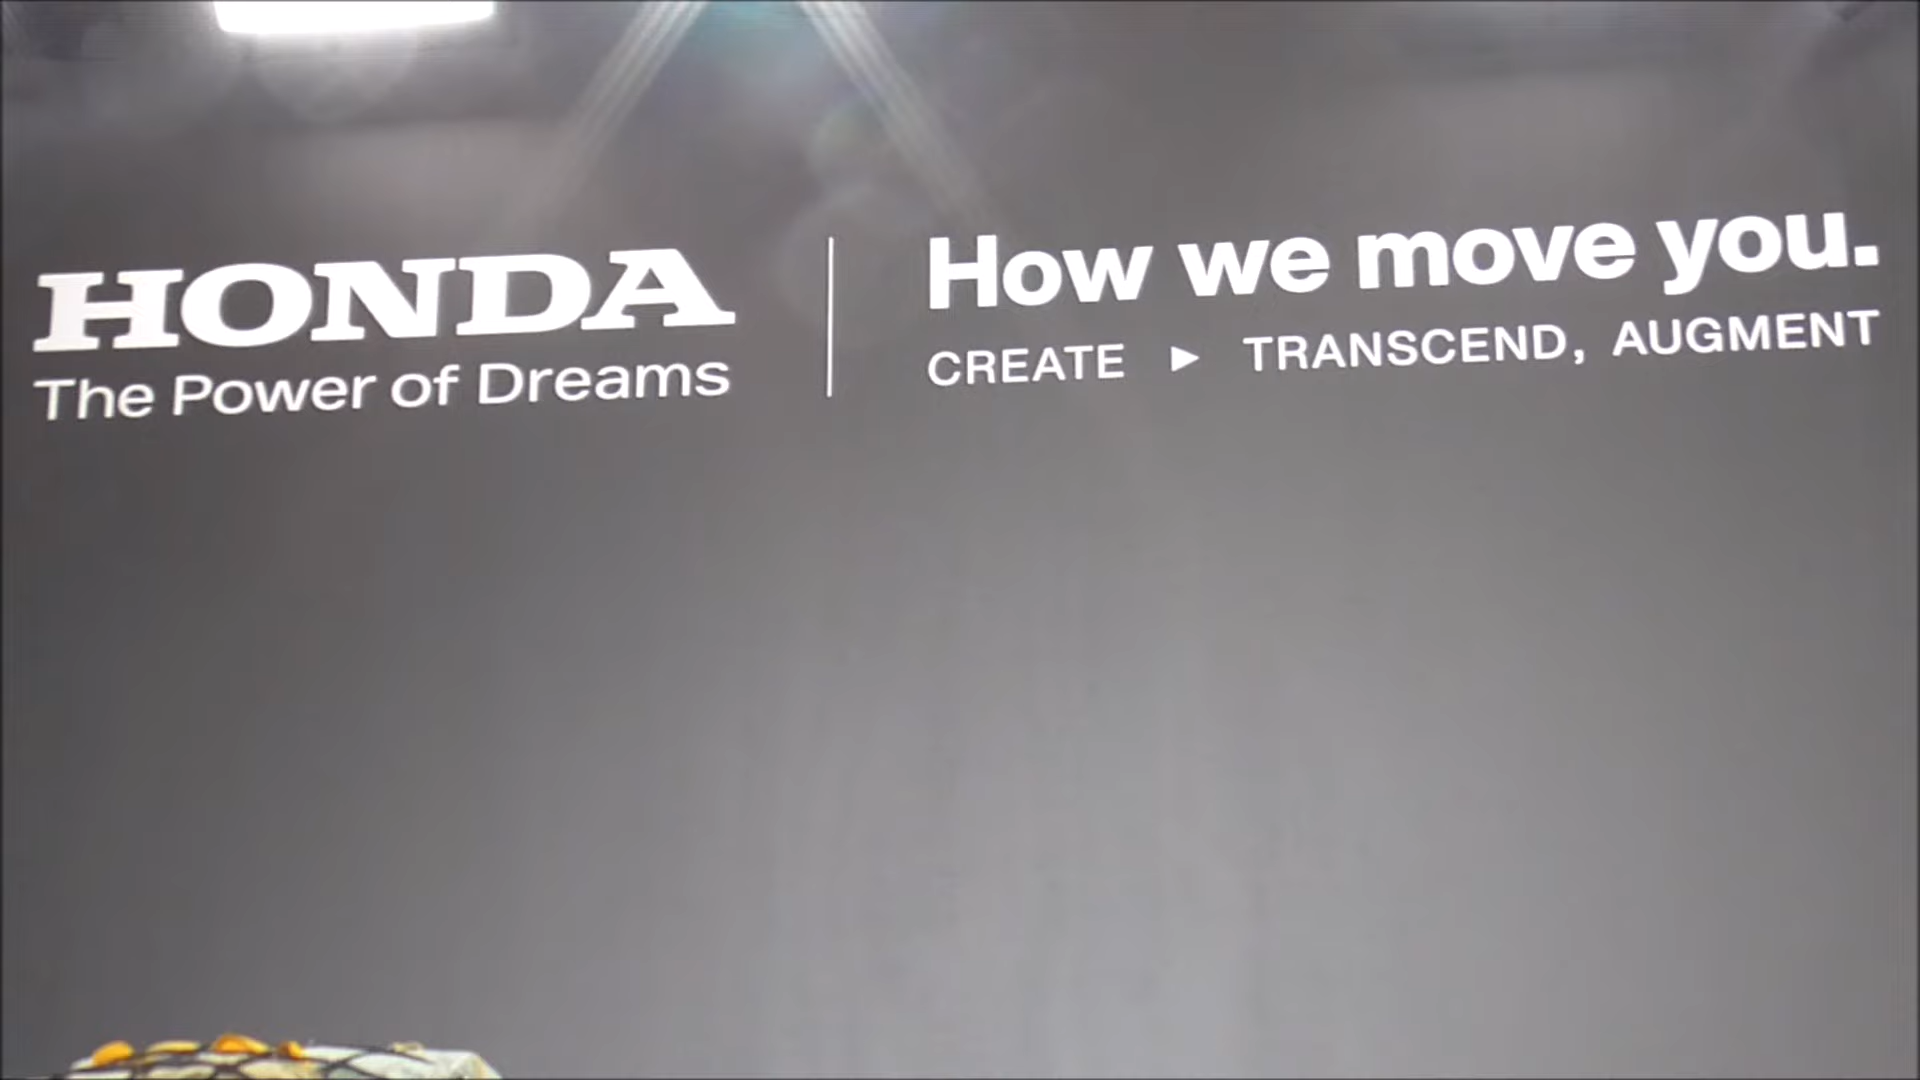 HONDA
The Power of Dreams
How we move you.
CREATE ▶ TRANSCEND, AUGMENT